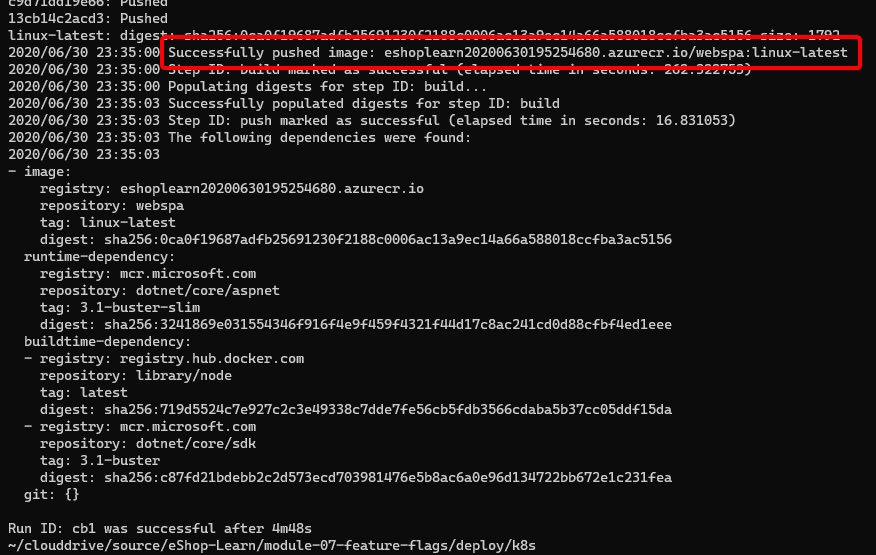 c9d71dd19e66: Pushed
13cb14c2acd3: Pushed
linux-latest: digest: sha256:0ca0f19687adfb25691230f2188c0006ac13a9ec14a66a588018ccfba3ac5156 size: 1792
2020/06/30 23:35:00 Successfully pushed image: eshoplearn20200630195254680.azurecr.io/webspa:linux-latest
2020/06/30 23:35:00 Step ID: build marked as successful (elapsed time in seconds: 262.322753)
2020/06/30 23:35:00 Populating digests for step ID: build...
2020/06/30 23:35:03 Successfully populated digests for step ID: build
2020/06/30 23:35:03 Step ID: push marked as successful (elapsed time in seconds: 16.831053)
2020/06/30 23:35:03 The following dependencies were found:
2020/06/30 23:35:03
- image:
    registry: eshoplearn20200630195254680.azurecr.io
    repository: webspa
    tag: linux-latest
    digest: sha256:0ca0f19687adfb25691230f2188c0006ac13a9ec14a66a588018ccfba3ac5156
  runtime-dependency:
    registry: mcr.microsoft.com
    repository: dotnet/core/aspnet
    tag: 3.1-buster-slim
    digest: sha256:3241869e031554346f916f4e9f459f4321f44d17c8ac241cd0d88cfbf4ed1eee
  buildtime-dependency:
  - registry: registry.hub.docker.com
    repository: library/node
    tag: latest
    digest: sha256:719d5524c7e927c2c3e49338c7dde7fe56cb5fdb3566cdaba5b37cc05ddf15da
  - registry: mcr.microsoft.com
    repository: dotnet/core/sdk
    tag: 3.1-buster
    digest: sha256:c87fd21bdebb2c2d573ecd703981476e5b8ac6a0e96d134722bb672e1c231fea
  git: {}

Run ID: cb1 was successful after 4m48s
~/clouddrive/source/eShop-Learn/module-07-feature-flags/deploy/k8s